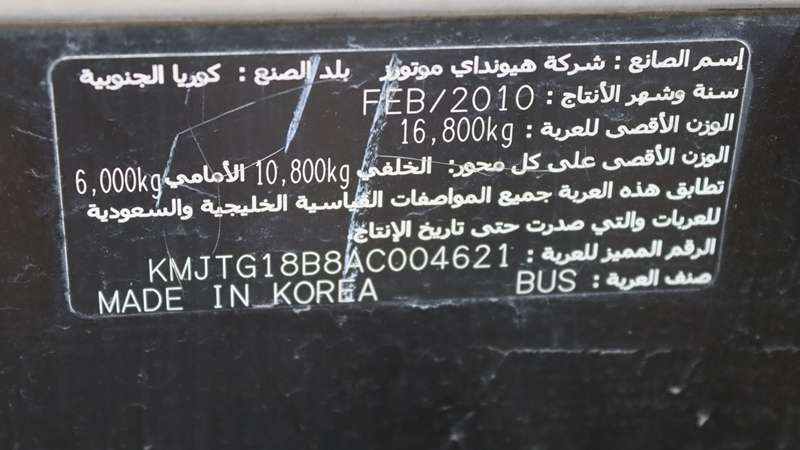 إسم الصانع : شركة هيونداي موتورز بلد الصنع : كوريا الجنوبية
سنة وشهر الأنتاج : FEB/2010
الوزن الأقصى للعربة : 16,800kg
الوزن الأقصى على كل محور: الخلفي 10,800kg الأمامي 6,000kg
تطابق هذه العربة جميع المواصفات القياسية الخليجية والسعودية
للعربات والتي صدرت حتى تاريخ الإنتاج.
الرقم المميز للعربة : KMJTG18B8AC004621
صنف العربة : BUS MADE IN KOREA